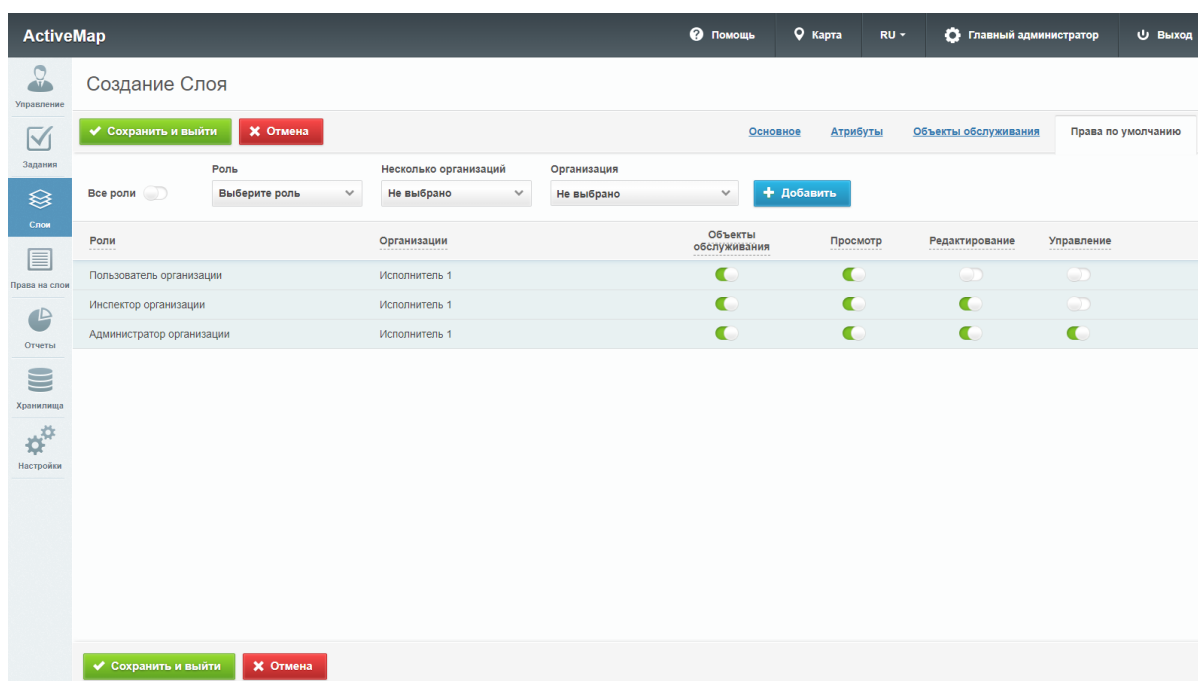 ActiveMap
Помощь
Карта
RU
Главный администратор
Выход
Управление
Задания
Слои
Права на слои
Отчеты
Хранилища
Настройки
Создание Слоя
Сохранить и выйти
Отмена
Основное
Атрибуты
Объекты обслуживания
Права по умолчанию
Все роли
Роль
Выберите роль
Несколько организаций
Не выбрано
Организация
Не выбрано
Добавить
Роли
Организации
Объекты
обслуживания
Просмотр
Редактирование
Управление
Пользователь организации
Исполнитель 1
Инспектор организации
Исполнитель 1
Администратор организации
Исполнитель 1
Сохранить и выйти
Отмена